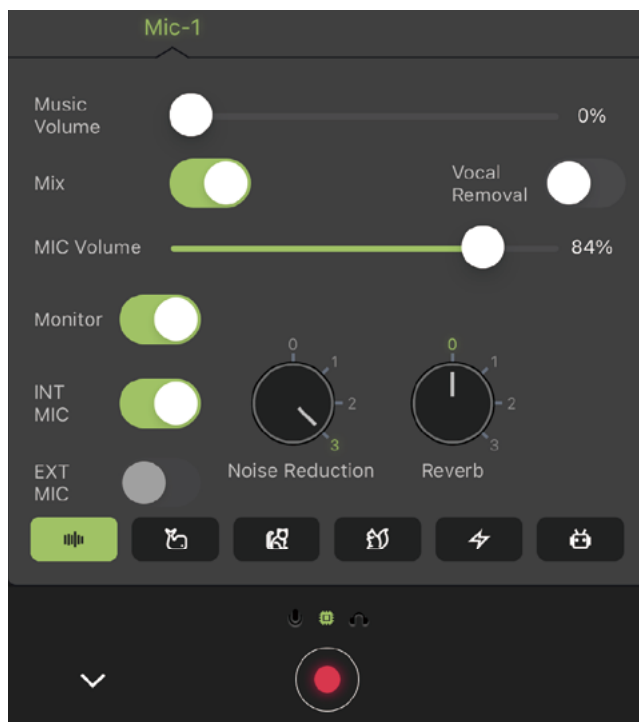 Mic-1
Music
Volume
0%
Mix
Vocal
Removal
MIC Volume
84%
Monitor
INT
MIC
0
1
2
3
Noise Reduction
0
1
2
3
Reverb
EXT
MIC